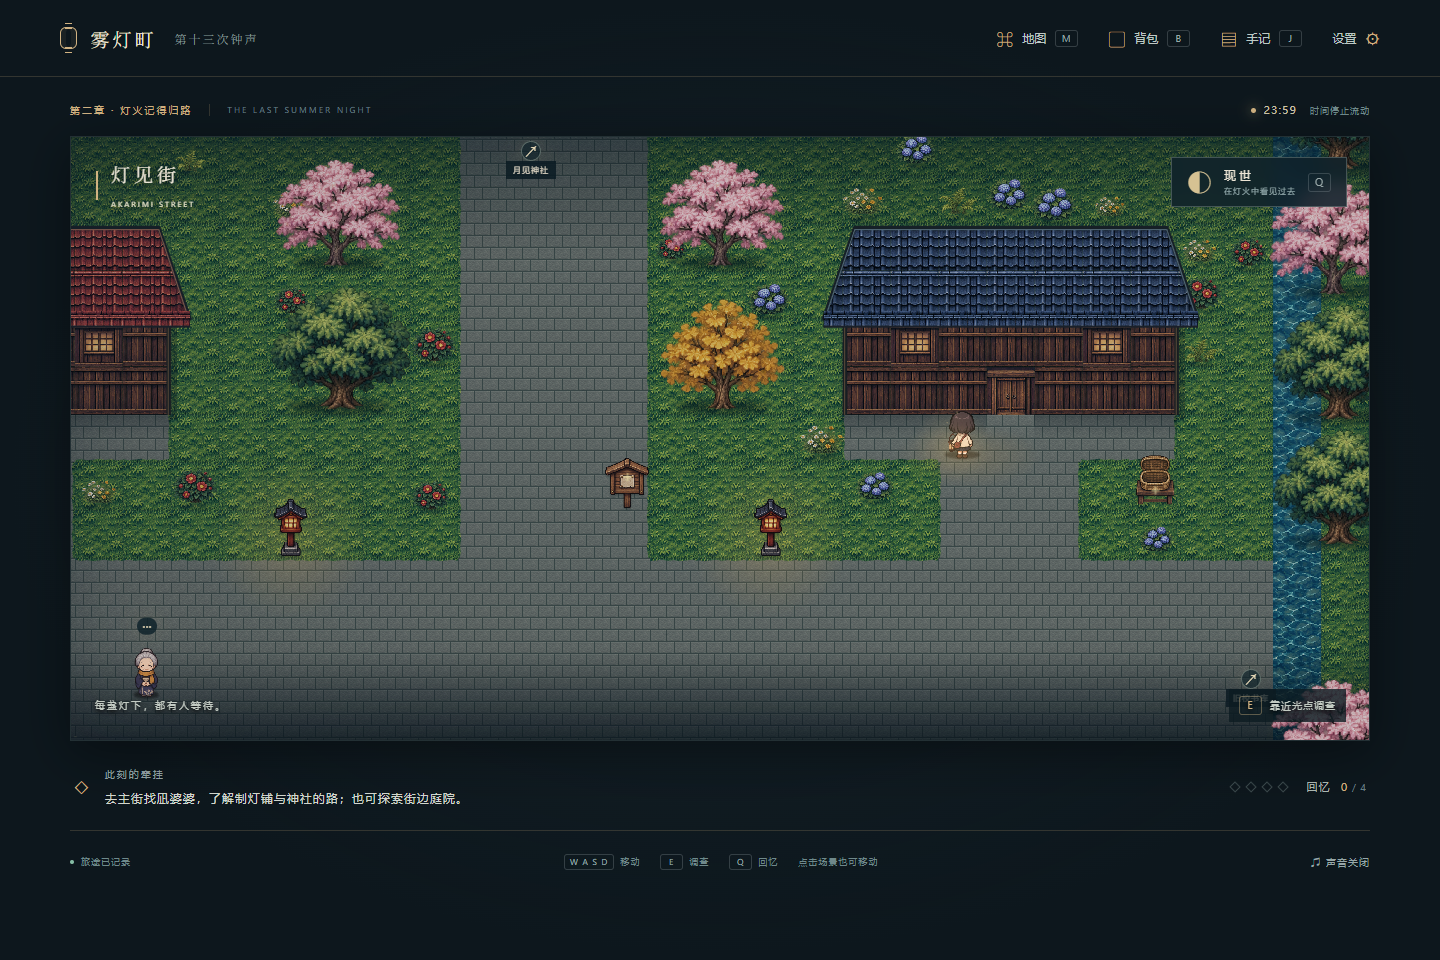 雾灯町 第十三次钟声
地图 M 背包 B 手记 J 设置
第二章 · 灯火记得归路 THE LAST SUMMER NIGHT
23:59 时间停止流动
灯见街
AKARIMI STREET
月见神社
现世
在灯火中看见过去
Q
...
每盏灯下，都有人等待。
E 靠近光点调查
此刻的牵挂
去主街找凪婆婆，了解制灯铺与神社的路；也可探索街边庭院。
回忆 0 / 4
旅途已记录
WASD 移动 E 调查 Q 回忆 点击场景也可移动
声音关闭